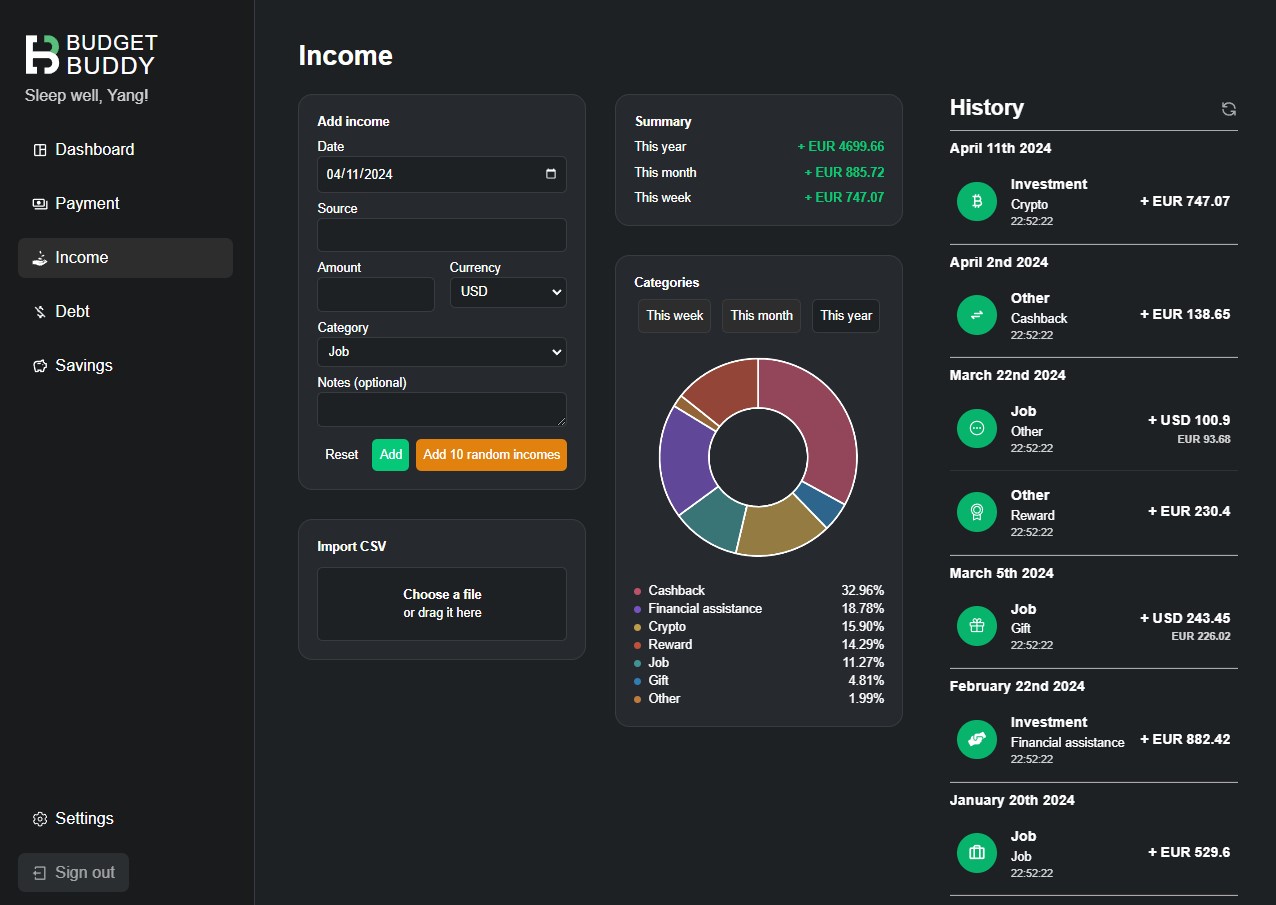 BUDGET
BUDDY
Sleep well, Yang!
Dashboard
Payment
Income
Debt
Savings
Settings
Sign out
Income
Add income
Date
04/11/2024
Source
Amount
Currency
USD
Category
Job
Notes (optional)
Reset
Add
Add 10 random incomes
Import CSV
Choose a file
or drag it here
Summary
This year + EUR 4699.66
This month + EUR 885.72
This week + EUR 747.07
Categories
This week
This month
This year
Cashback 32.96%
Financial assistance 18.78%
Crypto 15.90%
Reward 14.29%
Job 11.27%
Gift 4.81%
Other 1.99%
History
April 11th 2024
Investment
Crypto
22:52:22
+ EUR 747.07
April 2nd 2024
Other
Cashback
22:52:22
+ EUR 138.65
March 22nd 2024
Job
Other
22:52:22
+ USD 100.9
EUR 93.68
Other
Reward
22:52:22
+ EUR 230.4
March 5th 2024
Job
Gift
22:52:22
+ USD 243.45
EUR 226.02
February 22nd 2024
Investment
Financial assistance
22:52:22
+ EUR 882.42
January 20th 2024
Job
Job
22:52:22
+ EUR 529.6